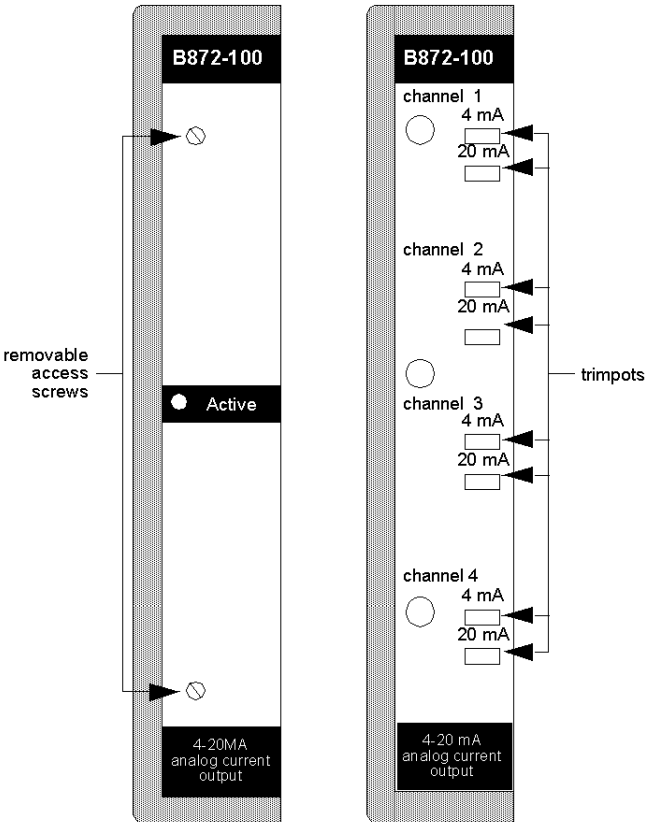 B872-100
removable
access
screws
Active
4-20MA
analog current
output
B872-100
channel 1
4 mA
20 mA
channel 2
4 mA
20 mA
channel 3
4 mA
20 mA
channel 4
4 mA
20 mA
trimpots
4-20 mA
analog current
output